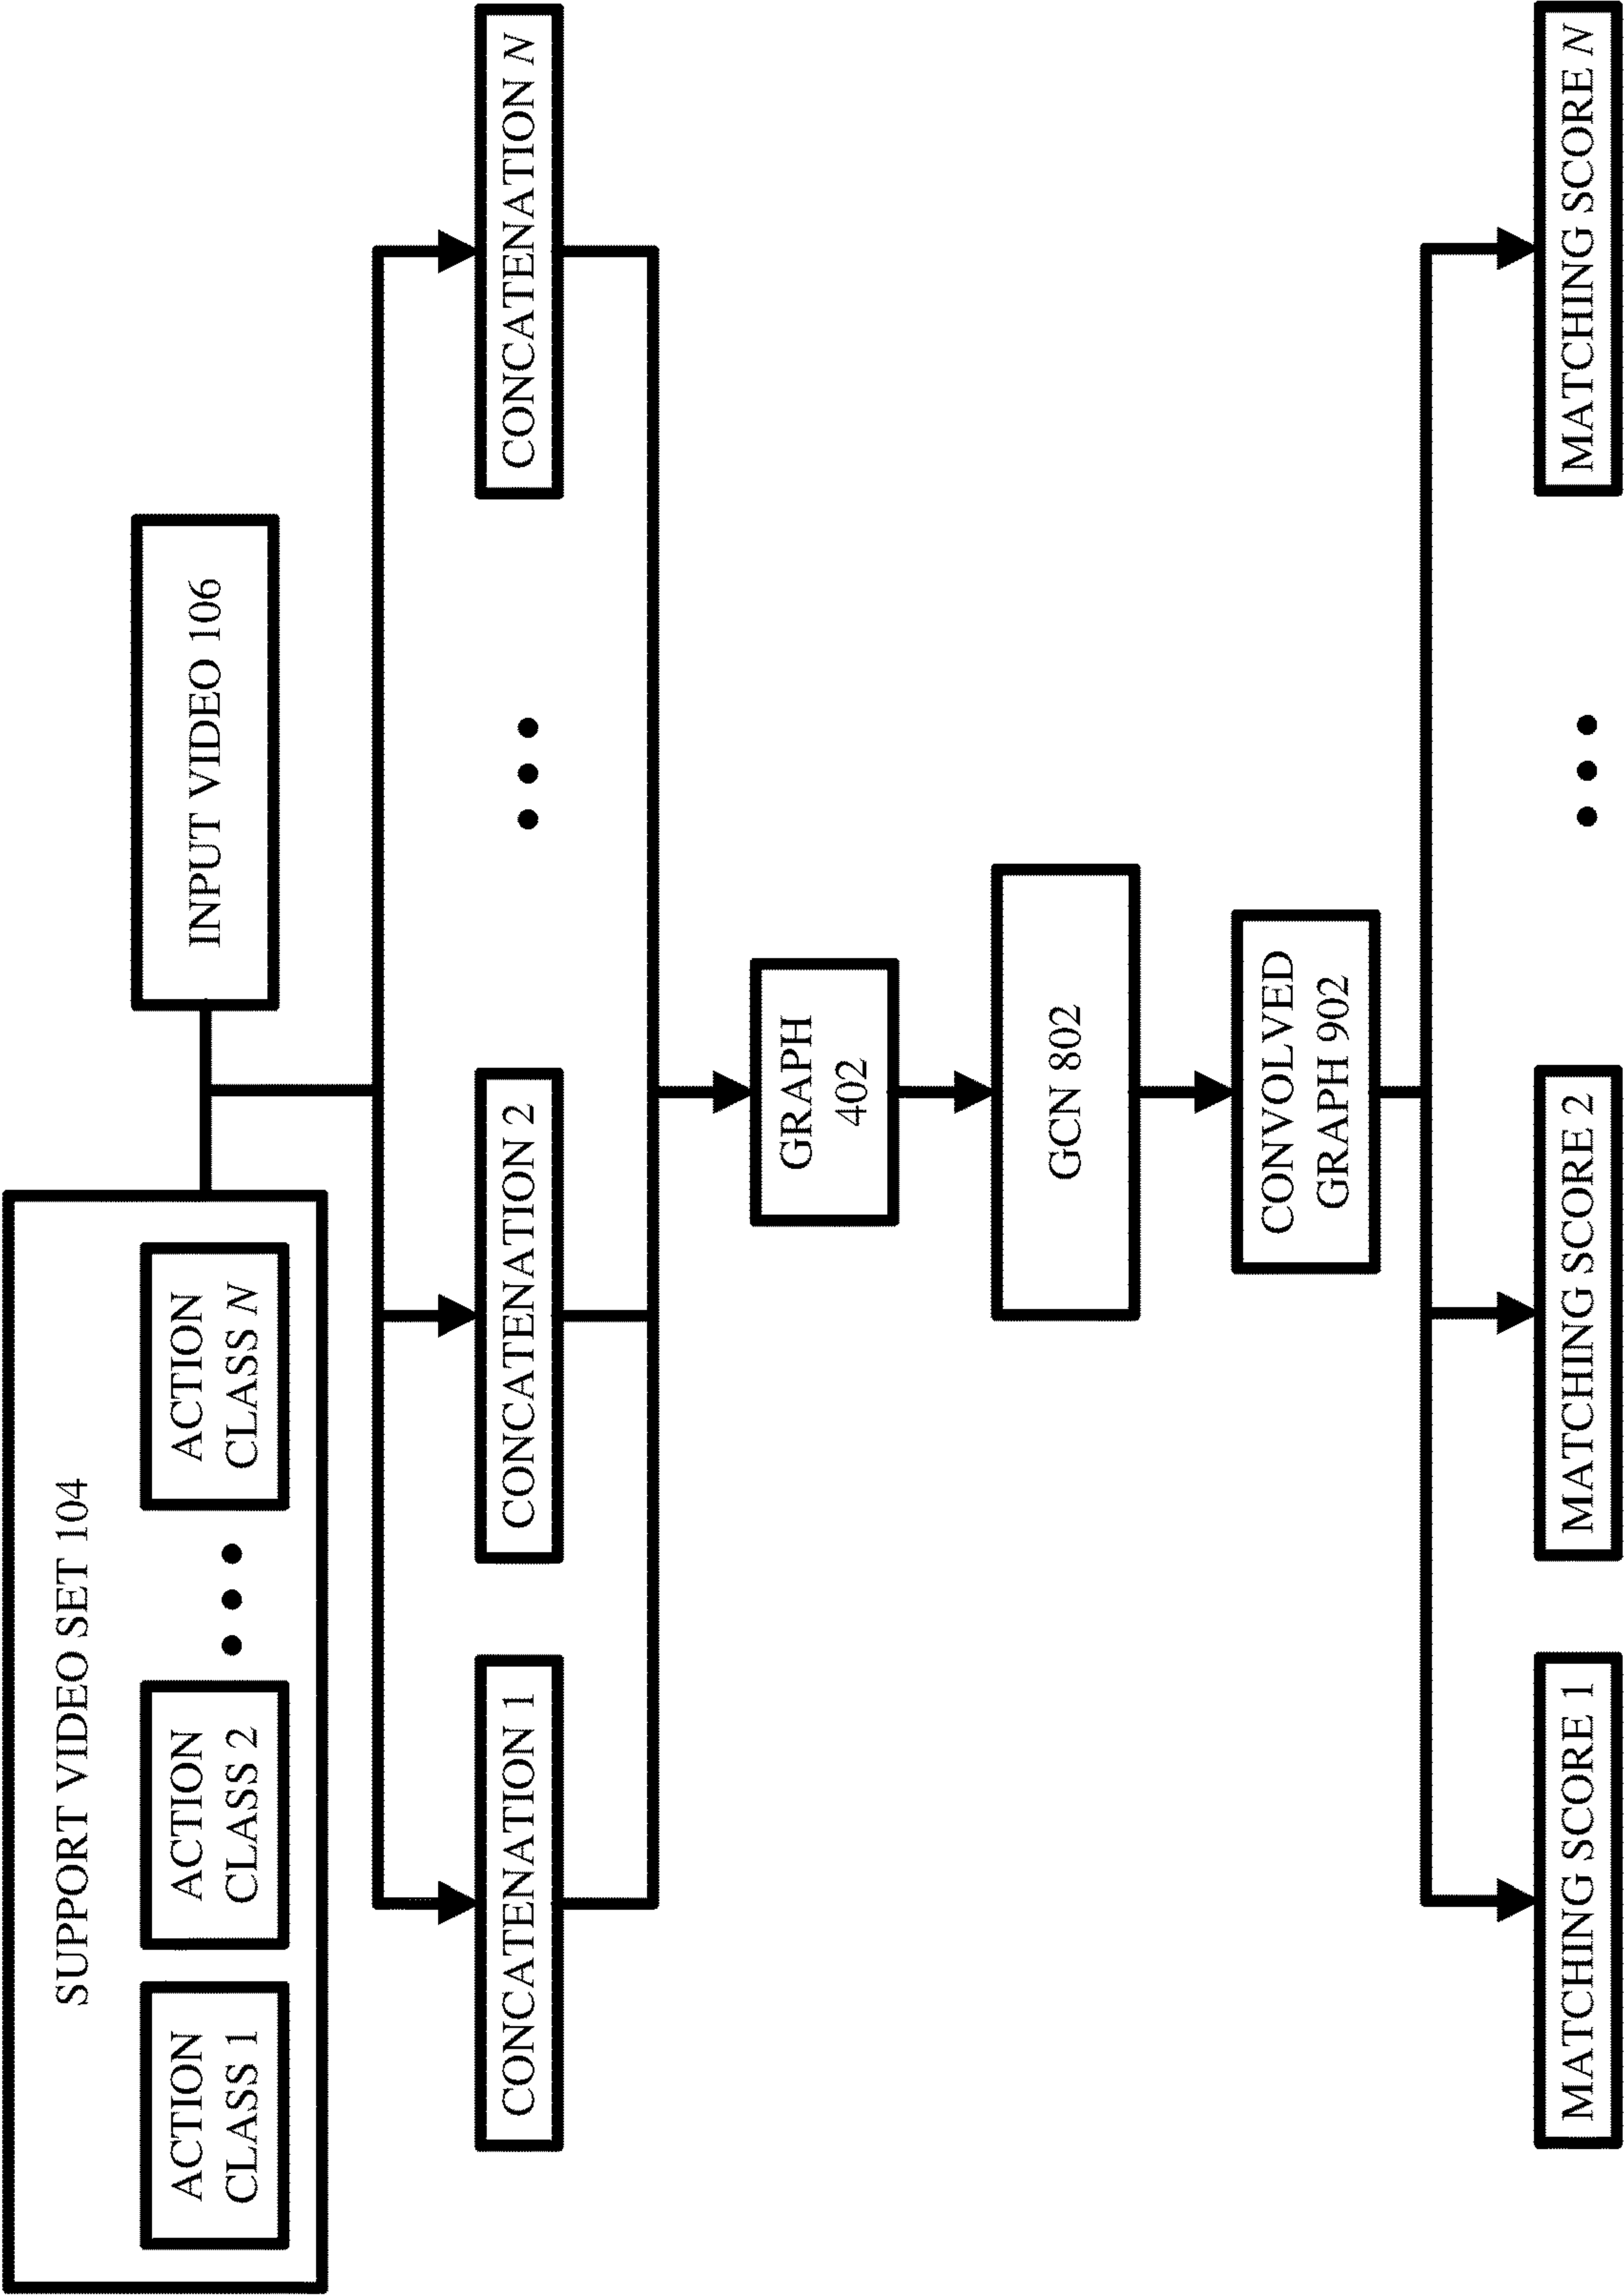 SUPPORT VIDEO SET 104
ACTION
CLASS 1
ACTION
CLASS 2
ACTION
CLASS N
INPUT VIDEO 106
CONCATENATION 1
CONCATENATION 2
CONCATENATION N
GRAPH
402
GCN 802
CONVOLVED
GRAPH 902
MATCHING SCORE 1
MATCHING SCORE 2
MATCHING SCORE N